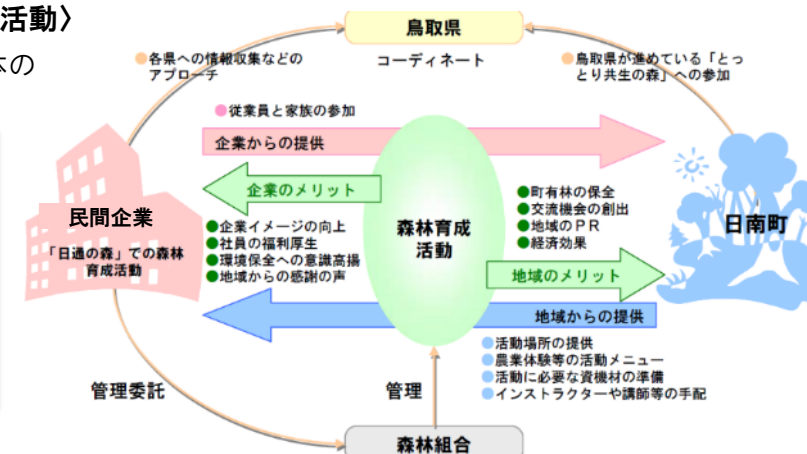 活動〉
体の
鳥取県
コーディネート
●各県への情報収集などの
アプローチ
●鳥取県が進めている「とっ
とり共生の森」への参加
●従業員と家族の参加
企業からの提供
企業のメリット
●企業イメージの向上
●社員の福利厚生
●環境保全への意識高揚
●地域からの感謝の声
民間企業
「日通の森」での森林
育成活動
森林育成
活動
●町有林の保全
●交流機会の創出
●地域のPR
●経済効果
地域のメリット
日南町
地域からの提供
●活動場所の提供
●農業体験等の活動メニュー
●活動に必要な資機材の準備
●インストラクターや講師等の手配
管理委託
管理
森林組合